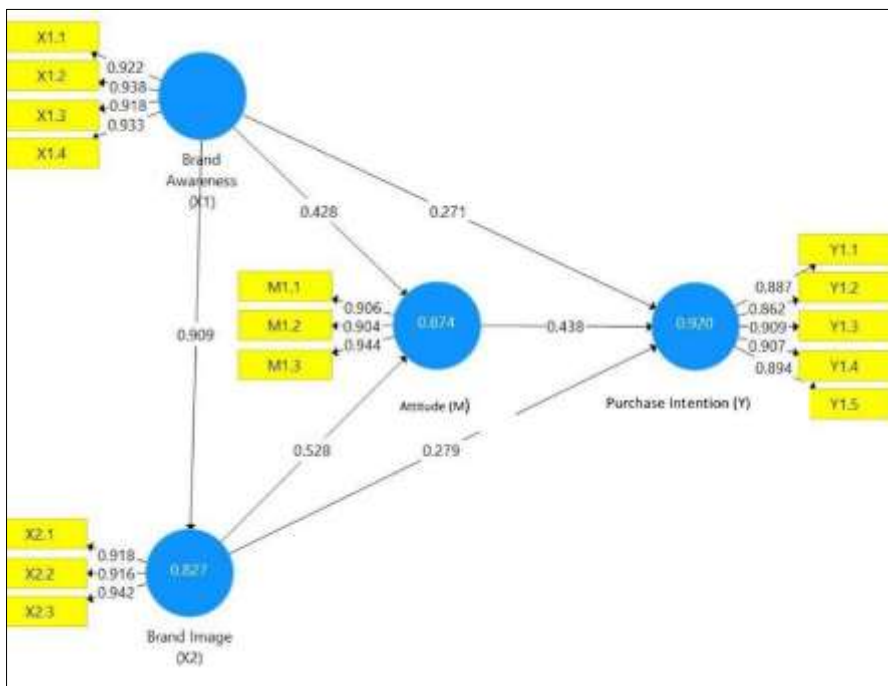 X1.1
X1.2
X1.3
X1.4
0.922
0.938
0.918
0.933
Brand
Awareness
(X1)
0.428
0.271
0.909
M1.1
M1.2
M1.3
0.906
0.904
0.944
0.874
Attitude (M)
0.438
0.920
Purchase Intention (Y)
0.887
0.862
0.909
0.907
0.894
Y1.1
Y1.2
Y1.3
Y1.4
Y1.5
0.528
0.279
X2.1
X2.2
X2.3
0.918
0.916
0.942
0.827
Brand Image
(X2)